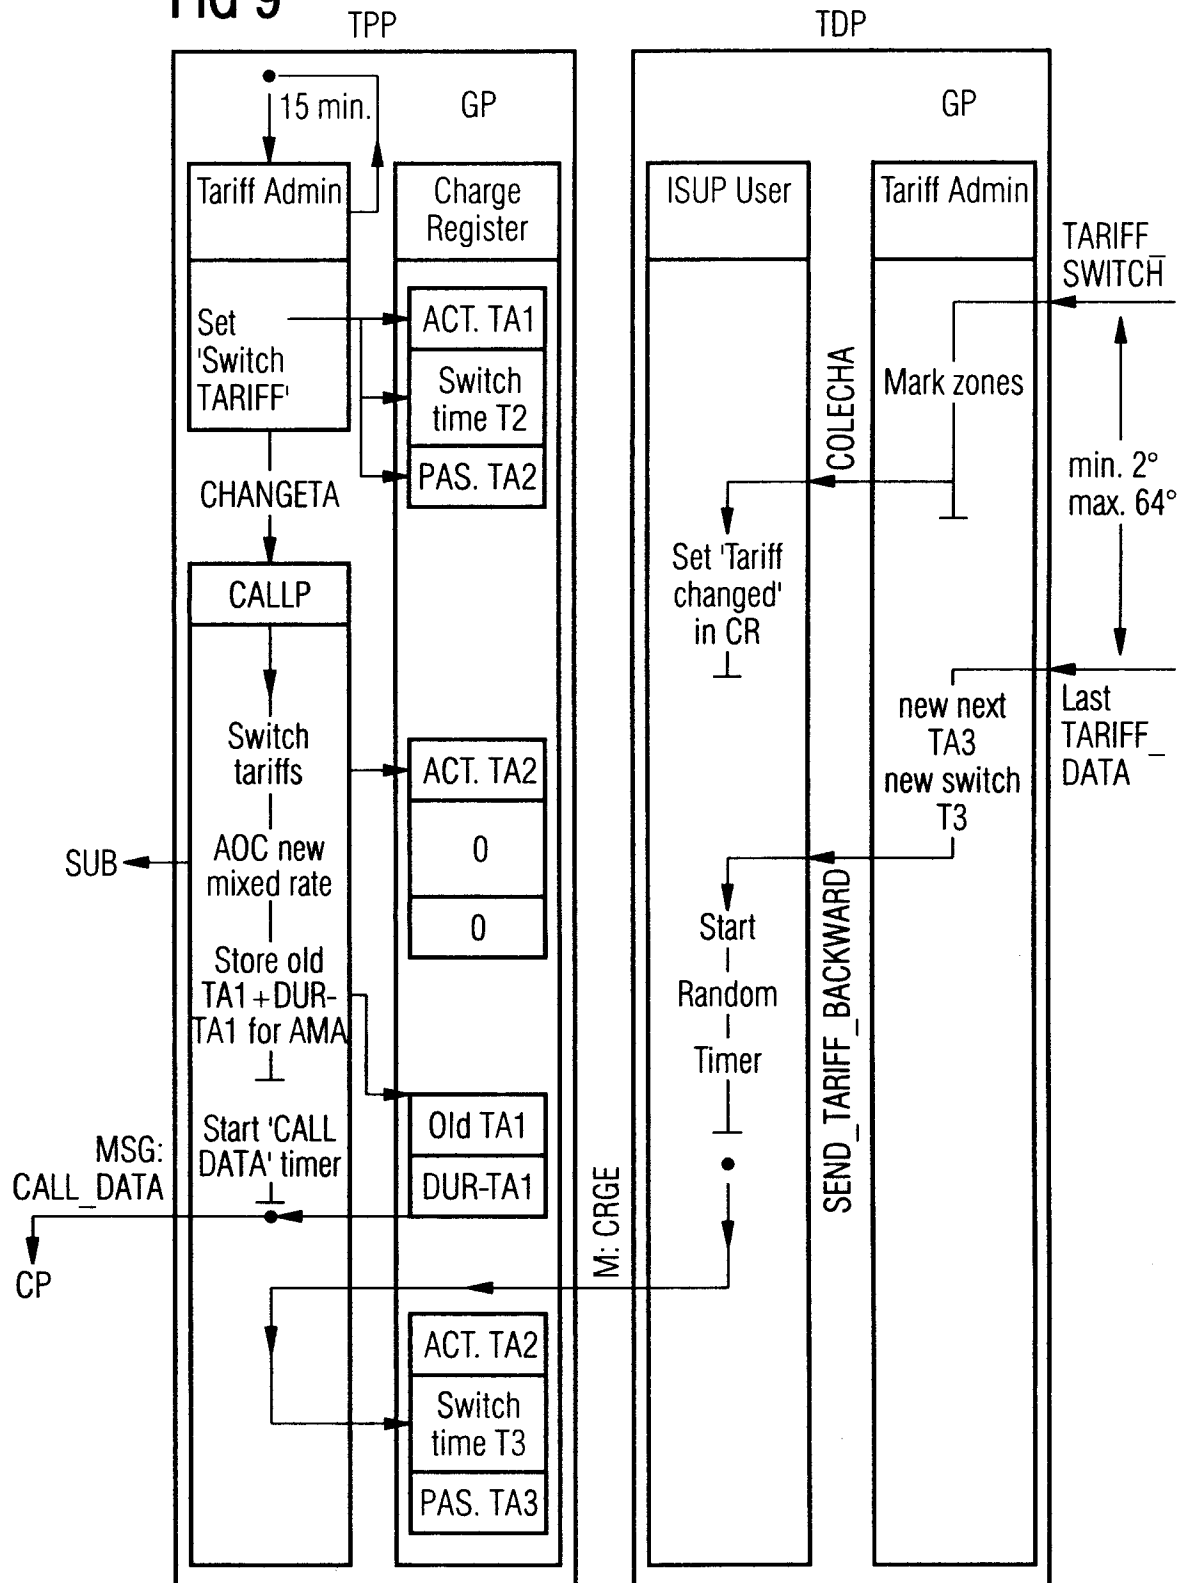 FIG 9
TPP
TDP
15 min.
GP
GP
Tariff Admin
Charge
Register
ISUP User
Tariff Admin
TARIFF_
SWITCH
Set
'Switch
TARIFF'
ACT. TA1
Switch
time T2
PAS. TA2
COLECHA
Mark zones
min. 2°
max. 64°
CHANGETA
Set 'Tariff
changed'
in CR
CALLP
Switch
tariffs
ACT. TA2
0
0
new next
TA3
new switch
T3
Last
TARIFF_
DATA
SUB
AOC new
mixed rate
Store old
TA1+DUR-
TA1 for AMA
Start
Random
Timer
SEND_TARIFF_BACKWARD
Old TA1
DUR-TA1
Start 'CALL
DATA' timer
MSG:
CALL_DATA
CP
M: CRGE
ACT. TA2
Switch
time T3
PAS. TA3